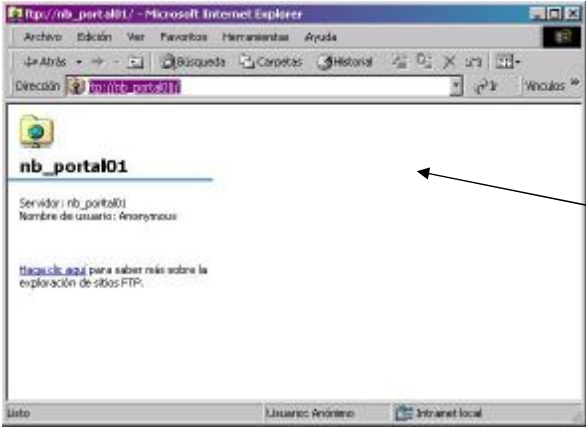 ftp://nb_portal01/ - Microsoft Internet Explorer
Archivo Edición Ver Favoritos Herramientas Ayuda
Atrás Búsqueda Carpetas Historial
Dirección ftp://nb_portal01/ Ir Vínculos »
nb_portal01
Servidor: nb_portal01
Nombre de usuario: Anonymous
Haga clic aquí para saber más sobre la
exploración de sitios FTP.
Listo Usuario: Anónimo Intranet local